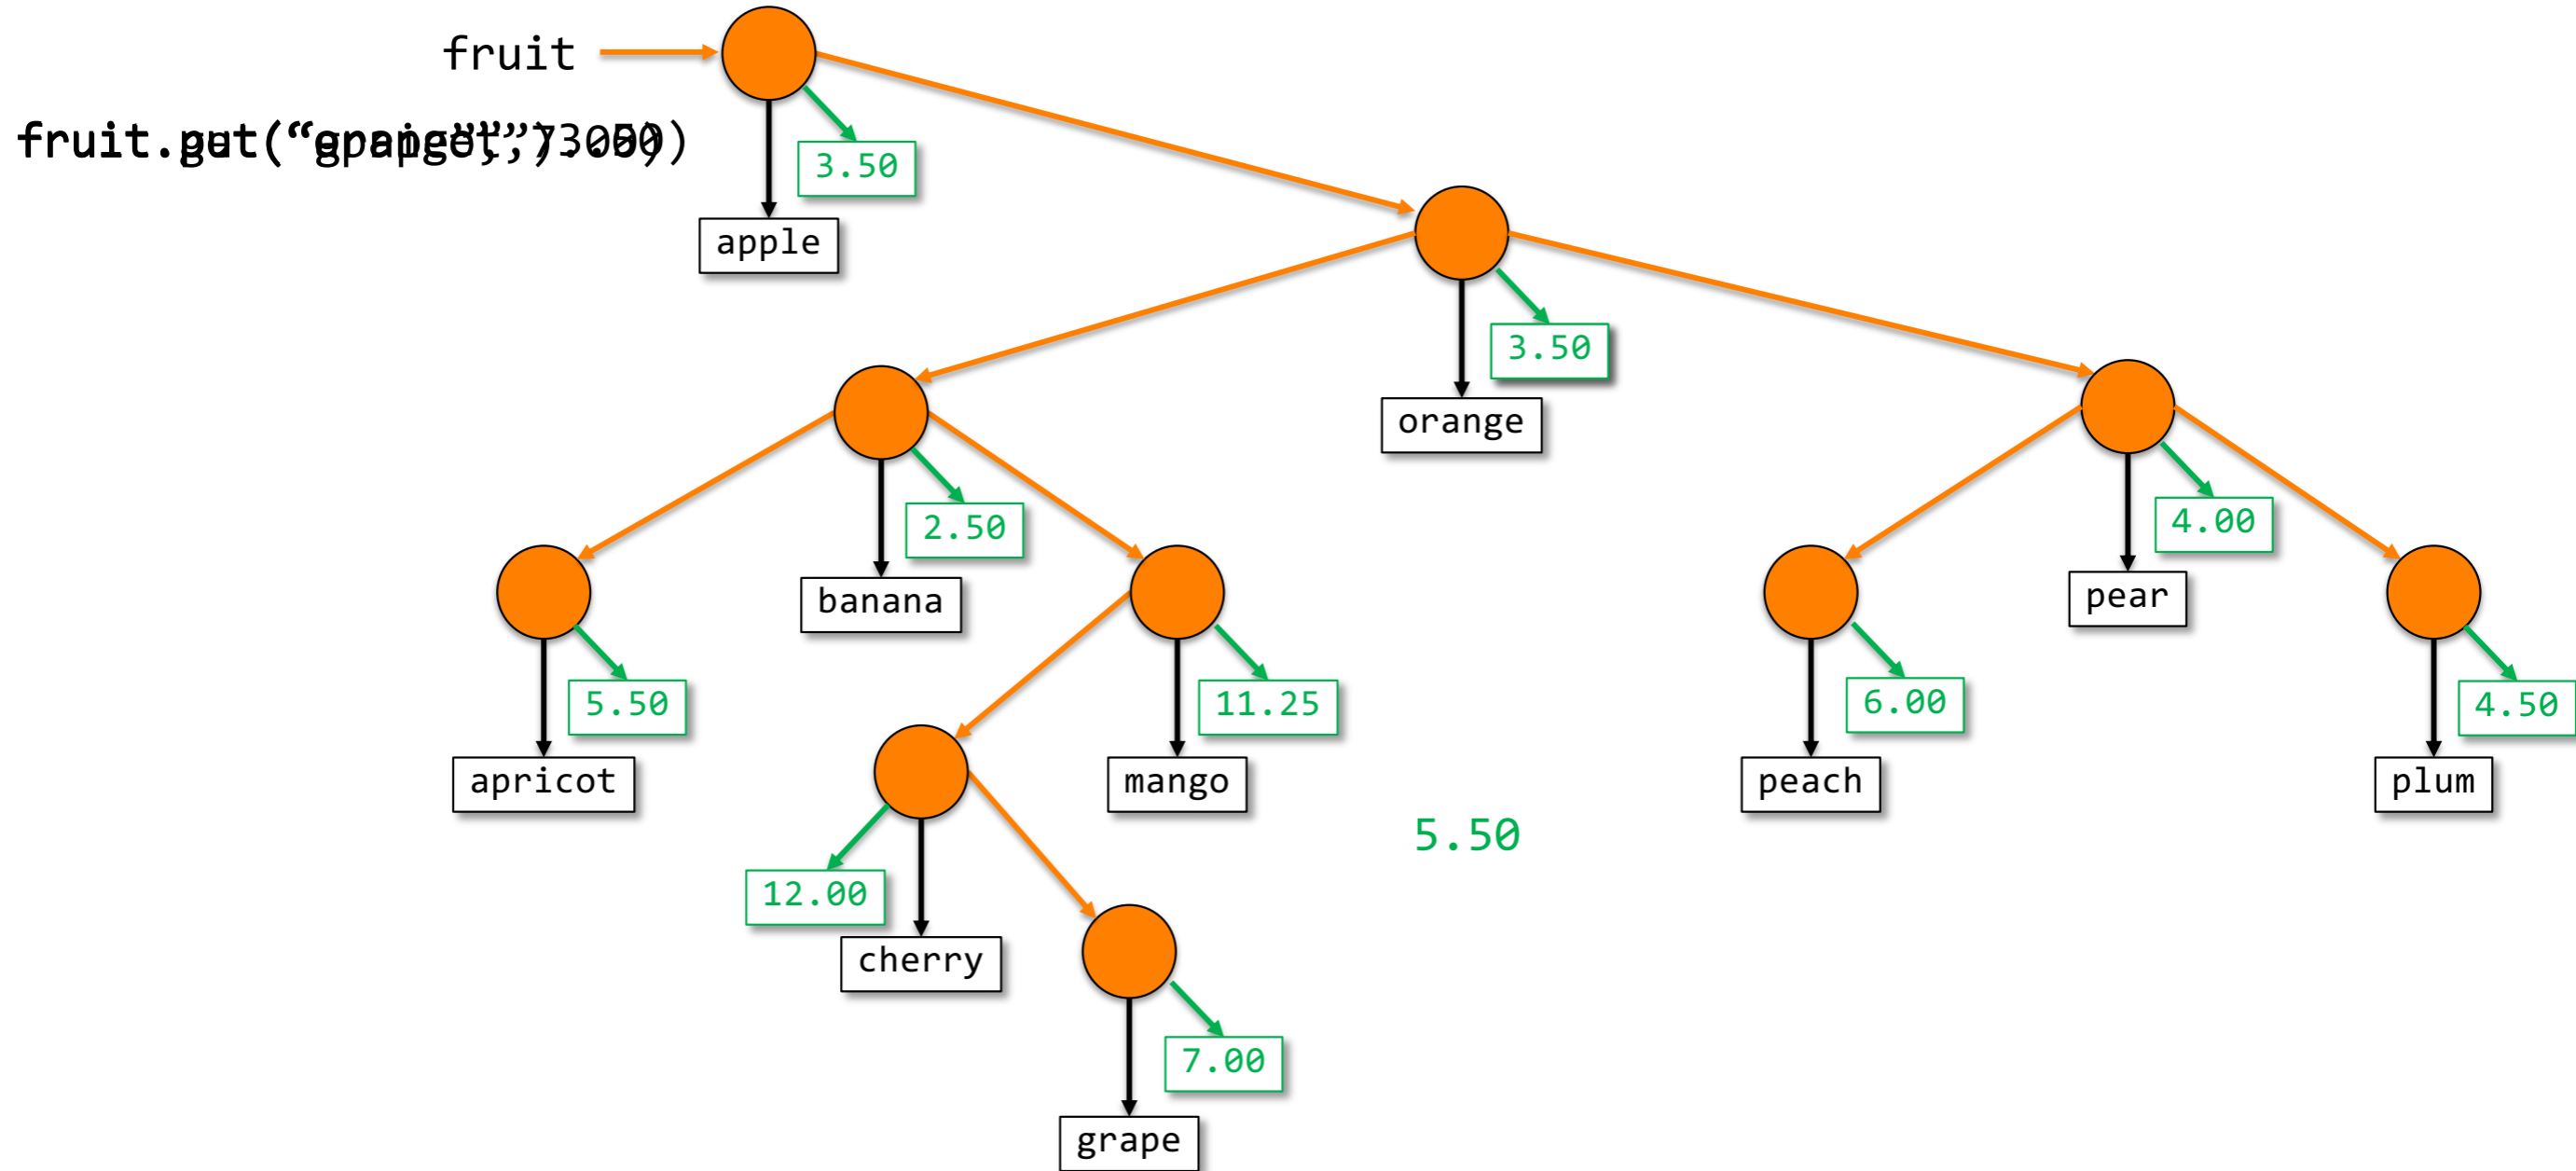 fruit
3.50
apple
3.50
orange
2.50
banana
4.00
pear
5.50
apricot
11.25
mango
6.00
peach
4.50
plum
5.50
12.00
cherry
7.00
grape